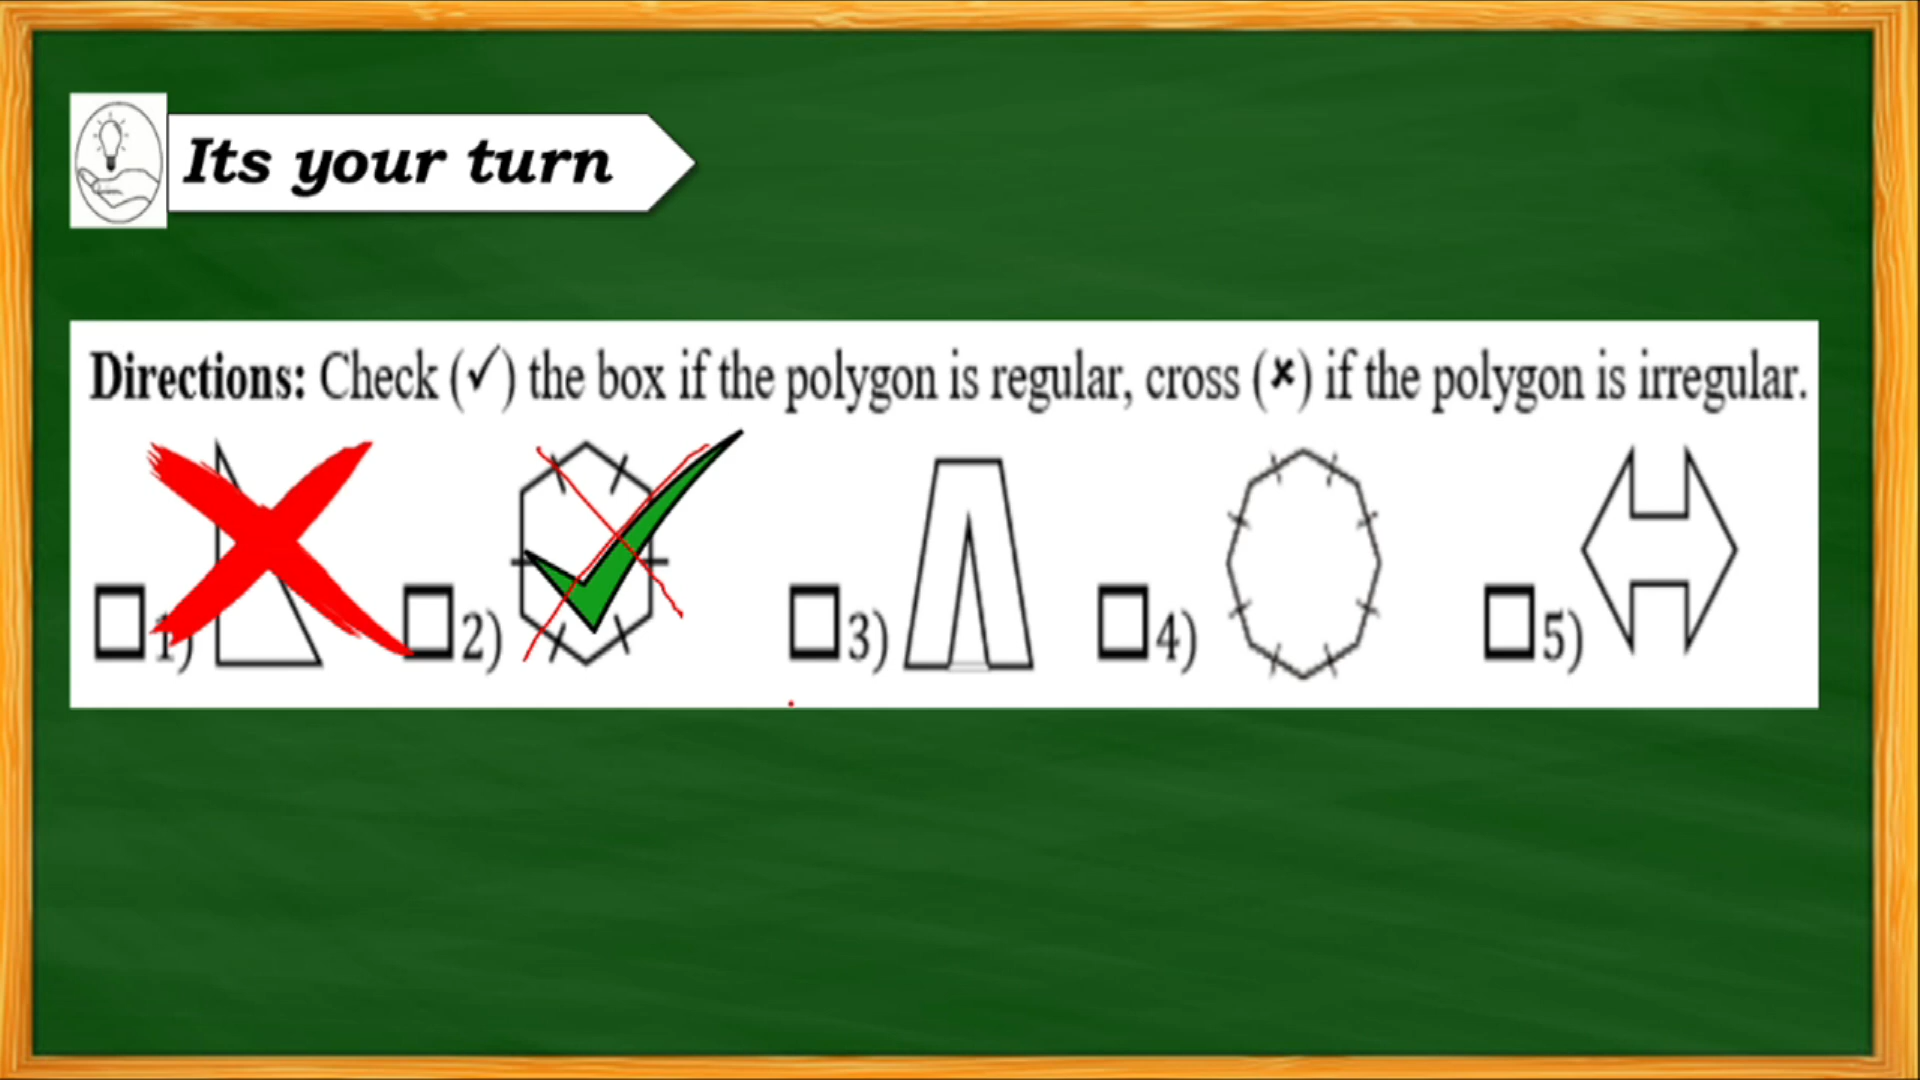 Its your turn
Directions: Check (✓) the box if the polygon is regular, cross (✗) if the polygon is irregular.
1) 2) 3) 4) 5)